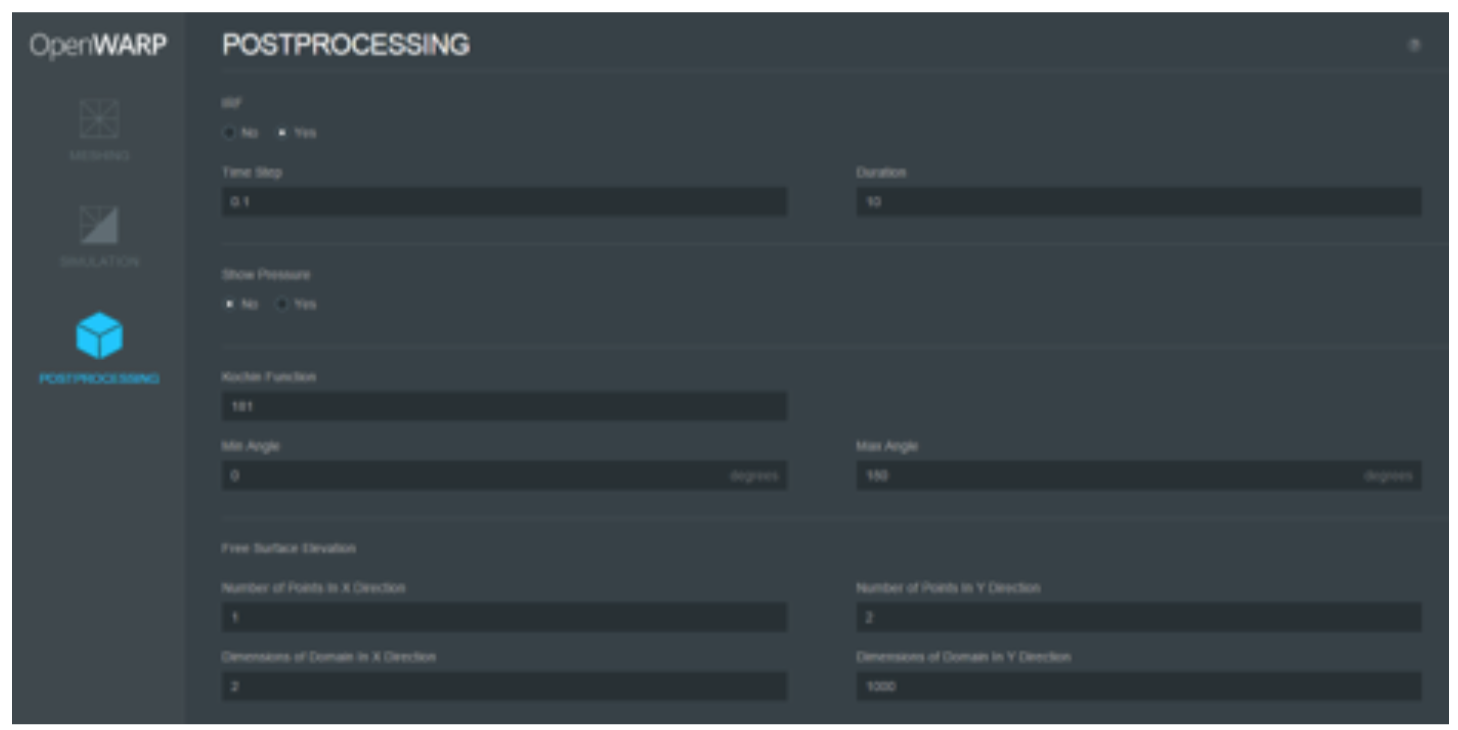 OpenWARP
POSTPROCESSING
IRF
No Yes
MESHING
Time Step Duration
0.1 10
SIMULATION
Show Pressure
No Yes
POSTPROCESSING
Kochin Function
181
Min Angle Max Angle
0 degrees 180 degrees
Free Surface Elevation
Number of Points In X Direction Number of Points In Y Direction
1 2
Dimensions of Domain In X Direction Dimensions of Domain In Y Direction
2 1000